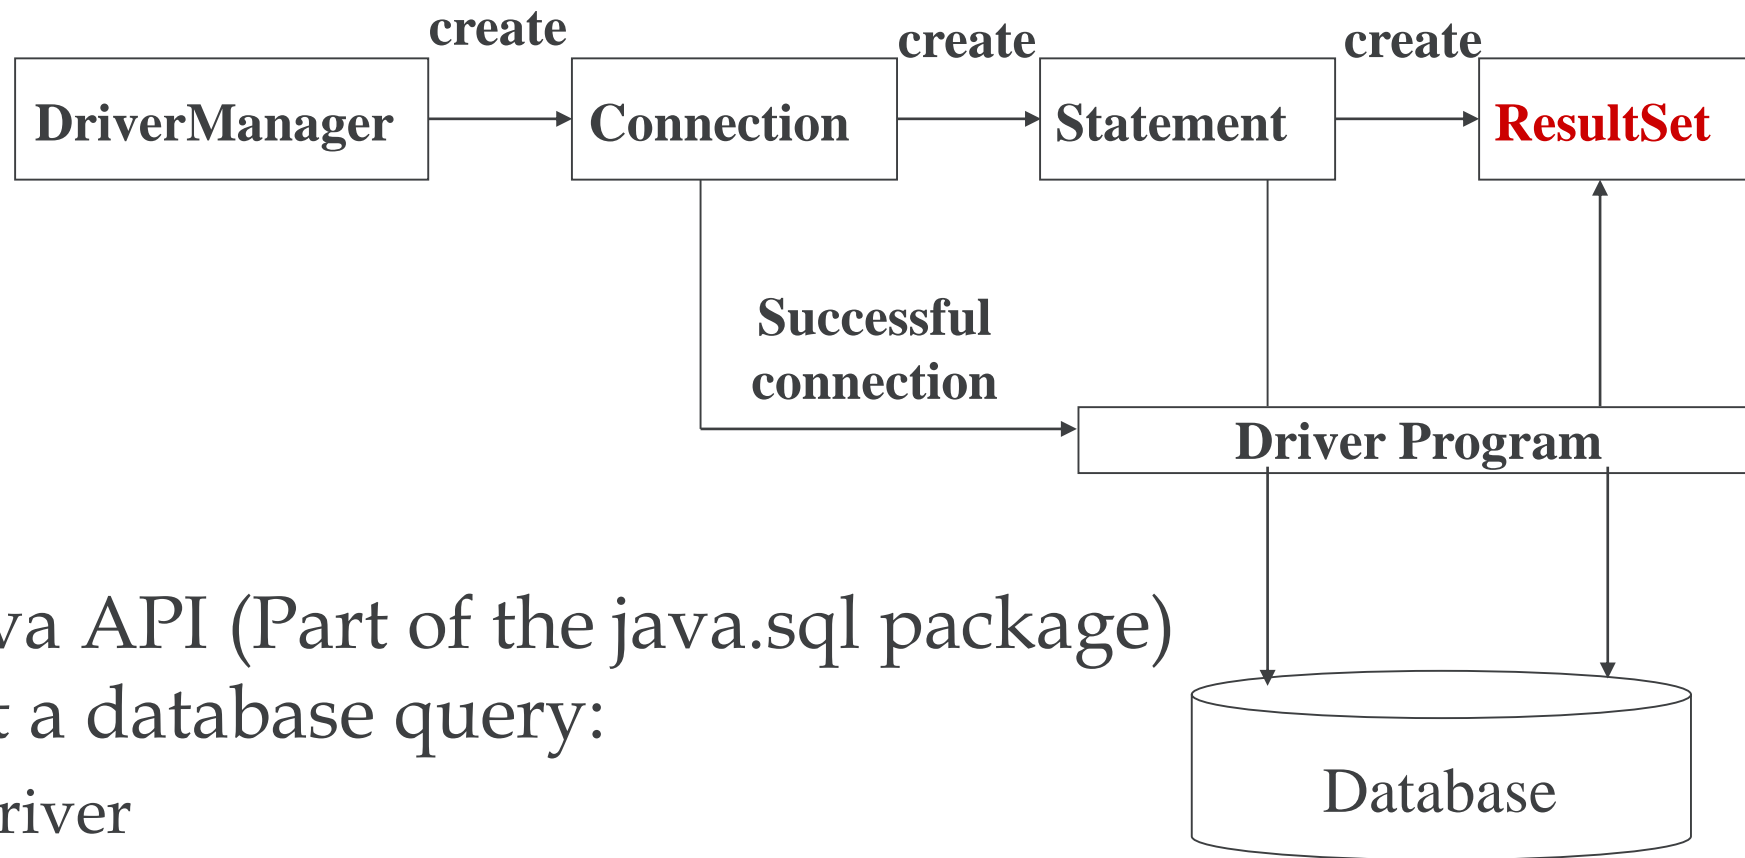 create
create
create
DriverManager
Connection
Statement
ResultSet
Successful
connection
Driver Program
va API (Part of the java.sql package)
t a database query:
river
Database